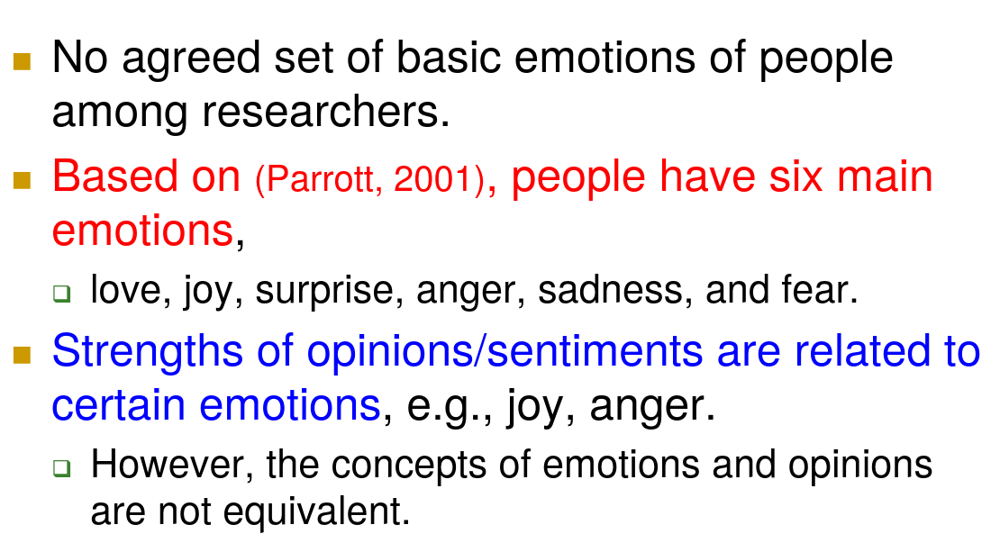 No agreed set of basic emotions of people
among researchers.
Based on (Parrott, 2001), people have six main
emotions,
love, joy, surprise, anger, sadness, and fear.
Strengths of opinions/sentiments are related to
certain emotions, e.g., joy, anger.
However, the concepts of emotions and opinions
are not equivalent.